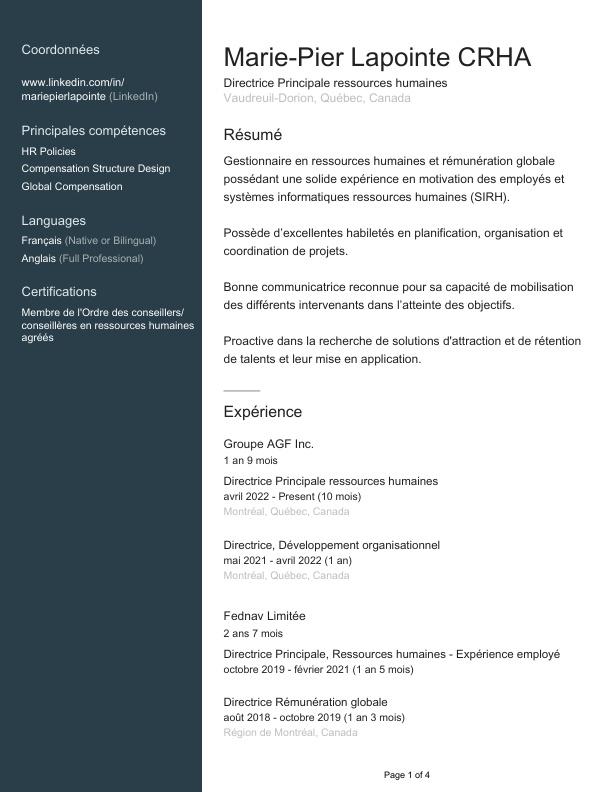 Coordonnées
www.linkedin.com/in/
mariepierlapointe (LinkedIn)
Principales compétences
HR Policies
Compensation Structure Design
Global Compensation
Languages
Français (Native or Bilingual)
Anglais (Full Professional)
Certifications
Membre de l'Ordre des conseillers/
conseillères en ressources humaines
agréés
Marie-Pier Lapointe CRHA
Directrice Principale ressources humaines
Vaudreuil-Dorion, Québec, Canada
Résumé
Gestionnaire en ressources humaines et rémunération globale
possédant une solide expérience en motivation des employés et
systèmes informatiques ressources humaines (SIRH).
Possède d’excellentes habiletés en planification, organisation et
coordination de projets.
Bonne communicatrice reconnue pour sa capacité de mobilisation
des différents intervenants dans l’atteinte des objectifs.
Proactive dans la recherche de solutions d'attraction et de rétention
de talents et leur mise en application.
Expérience
Groupe AGF Inc.
1 an 9 mois
Directrice Principale ressources humaines
avril 2022 - Present (10 mois)
Montréal, Québec, Canada
Directrice, Développement organisationnel
mai 2021 - avril 2022 (1 an)
Montréal, Québec, Canada
Fednav Limitée
2 ans 7 mois
Directrice Principale, Ressources humaines - Expérience employé
octobre 2019 - février 2021 (1 an 5 mois)
Directrice Rémunération globale
août 2018 - octobre 2019 (1 an 3 mois)
Région de Montréal, Canada
Page 1 of 4